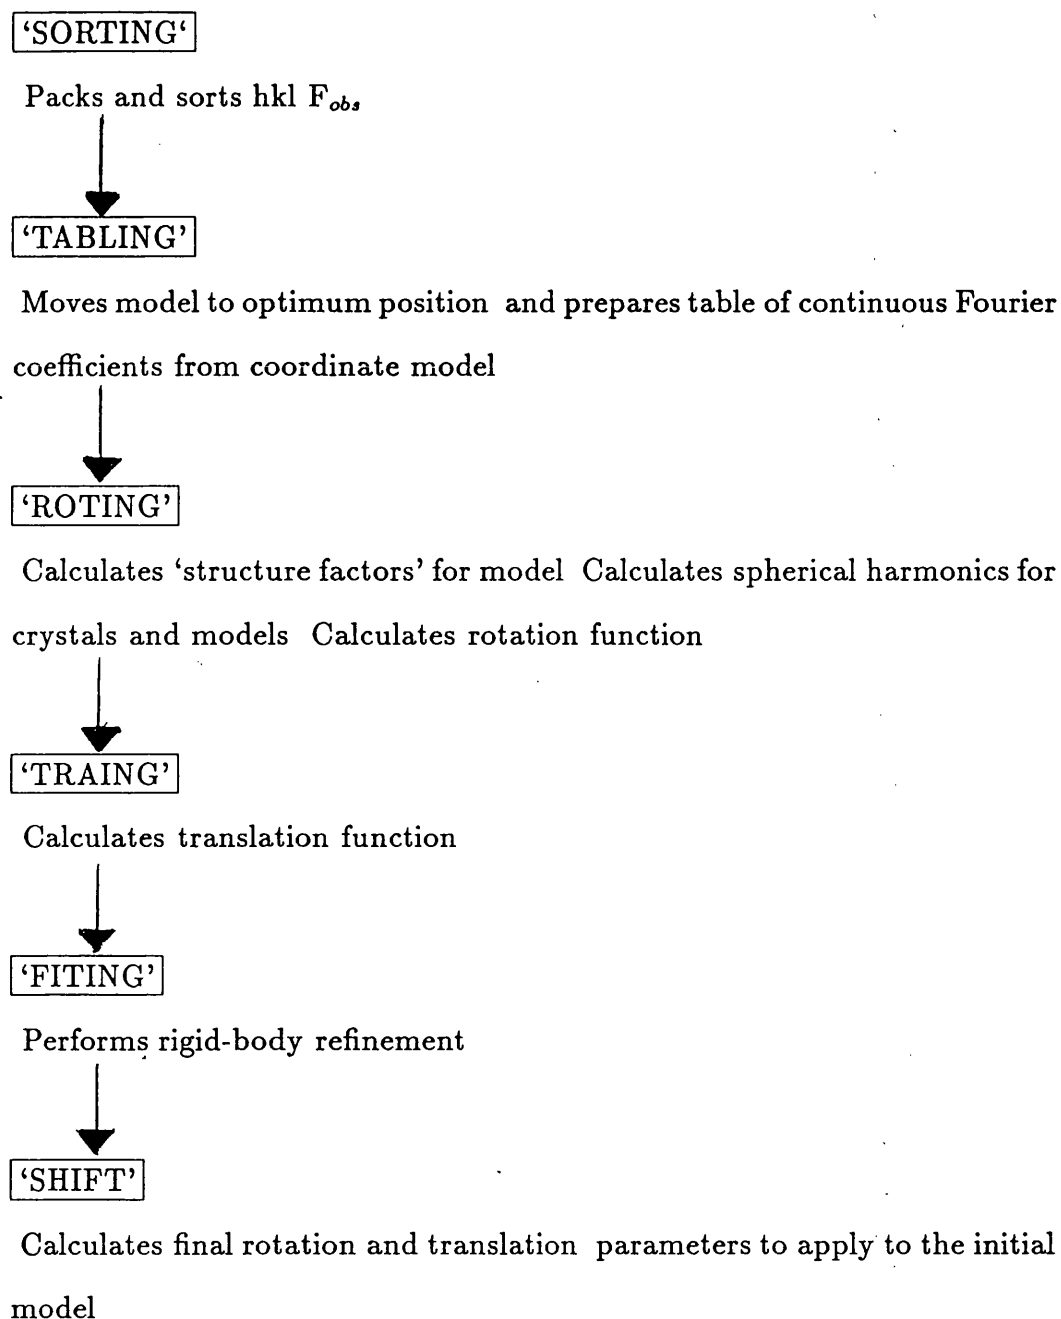 ‘SORTING‘
Packs and sorts hkl F_obs
‘TABLING’
Moves model to optimum position and prepares table of continuous Fourier
coefficients from coordinate model
‘ROTING’
Calculates ‘structure factors’ for model Calculates spherical harmonics for
crystals and models Calculates rotation function
‘TRAING’
Calculates translation function
‘FITING’
Performs rigid-body refinement
‘SHIFT’
Calculates final rotation and translation parameters to apply to the initial
model